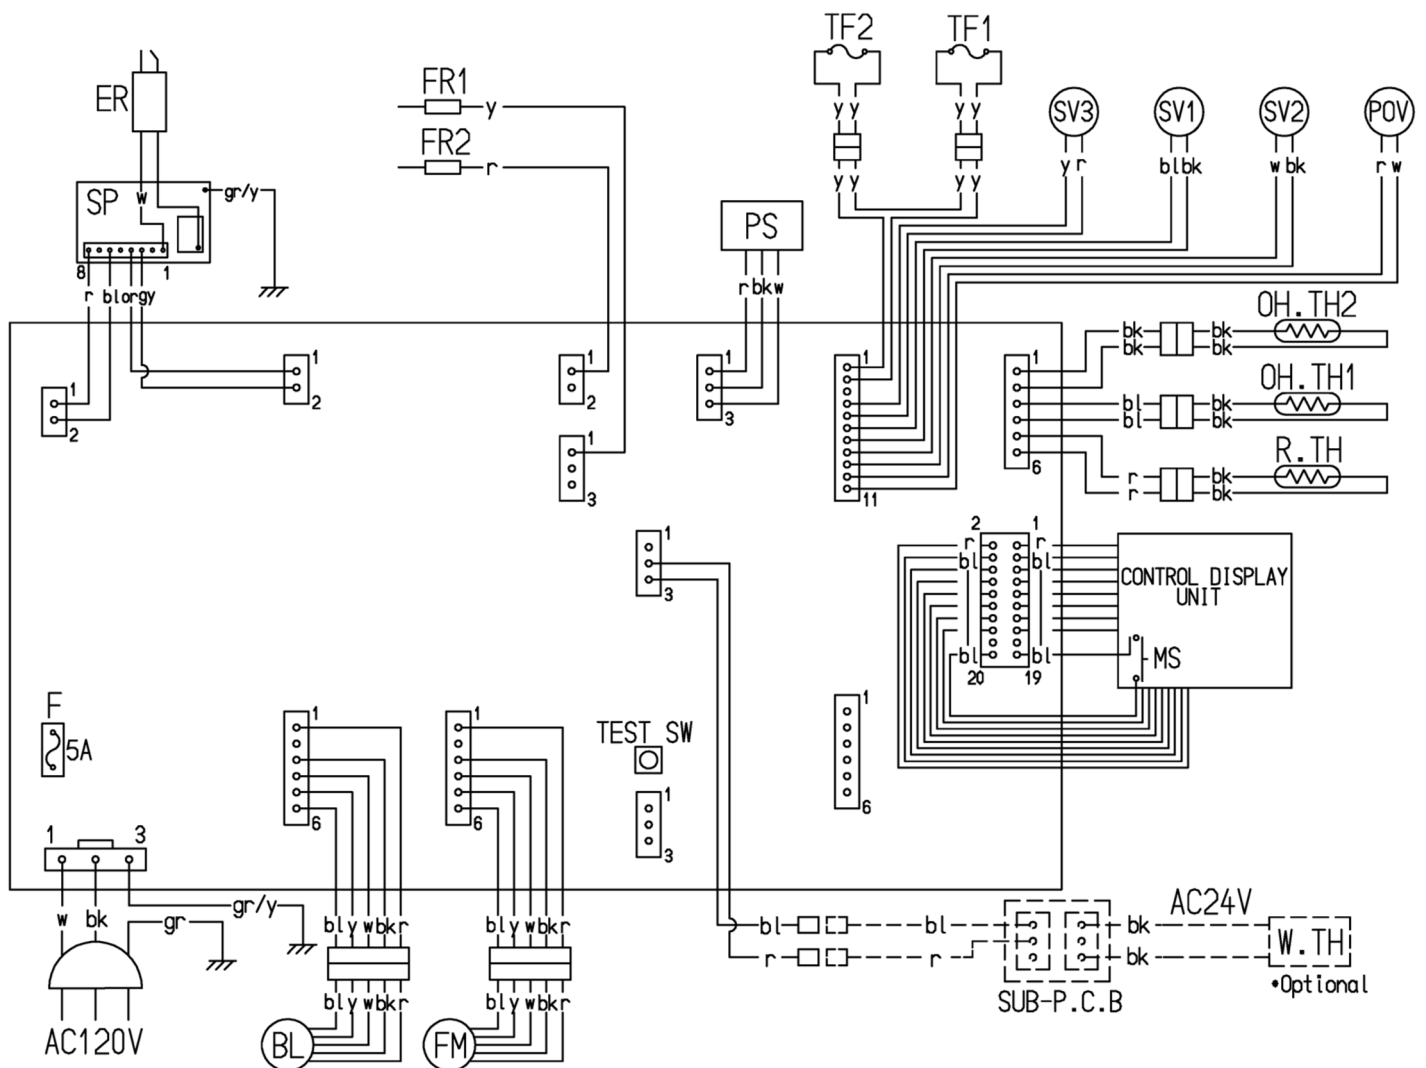 TF2 TF1
ER FR1 y
SV3 SV1 SV2 POV
y y y y
FR2 r
y r bl bk w bk r w
y y y y
SP w gr/y
PS
8 1
r bl or gy
r bk w
OH.TH2
bk bk
bk bk
1 1 1 1 1
OH.TH1
1 2 2 3
bl bk
bl bk
2
1 R.TH
6
r bk
r bk
3 11
2 1
1 r r
bl bl
CONTROL DISPLAY
UNIT
3
bl bl MS
20 19
F 1
1 1 TEST SW
5A
1
6
6 6
1 3
3
w bk gr/y
gr
AC24V
bl y w bk r bl y w bk r
bl bl bk
W.TH
r r bk
*Optional
bl y w bk r bl y w bk r
SUB-P.C.B
AC120V BL FM